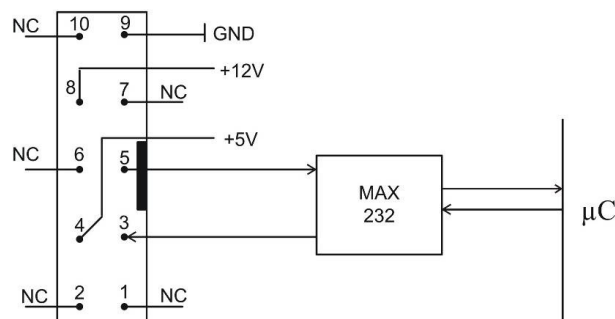 NC 10 9 GND
+12V
8 7 NC
+5V
NC 6 5
MAX
232
µC
4 3
NC 2 1 NC